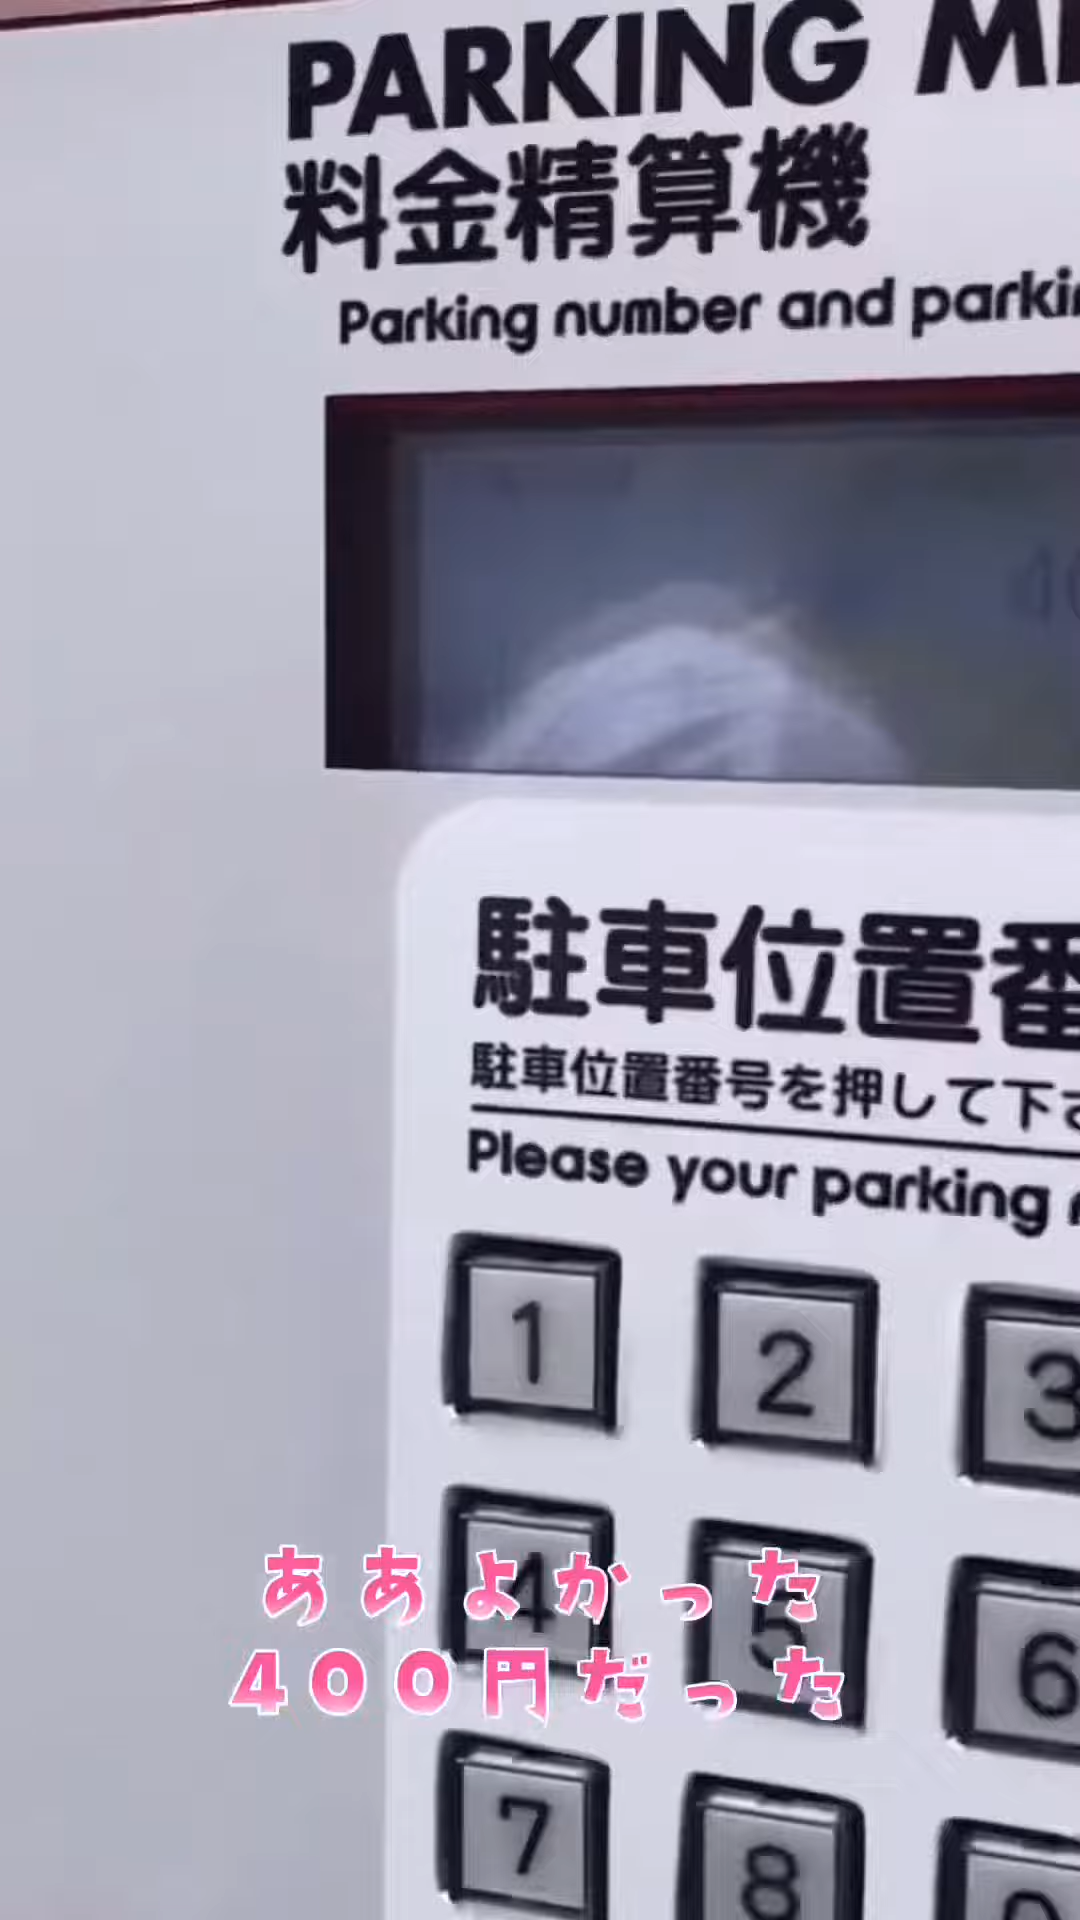 PARKING
料金精算機
Parking number and
駐車位置番
駐車位置番号を押して下
Please your parking
1 2 3
4 5 6
ああよかった
400円だった
7 8